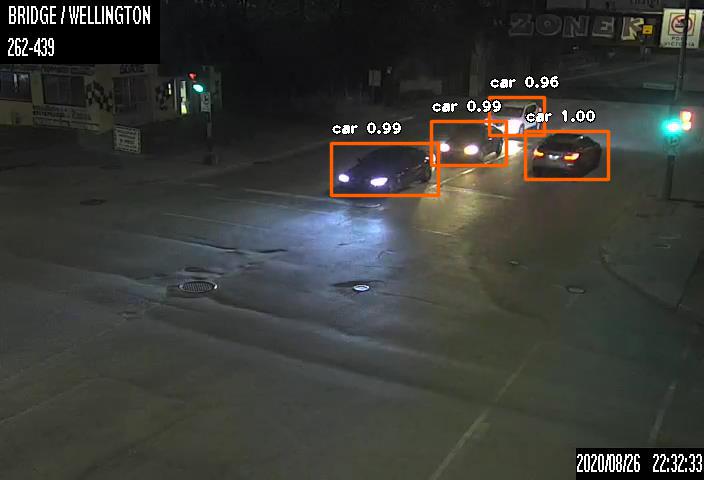 BRIDGE / WELLINGTON
262-439
ZONEK
car 0.96
car 0.99
car 1.00
car 0.99
2020/08/26 22:32:33